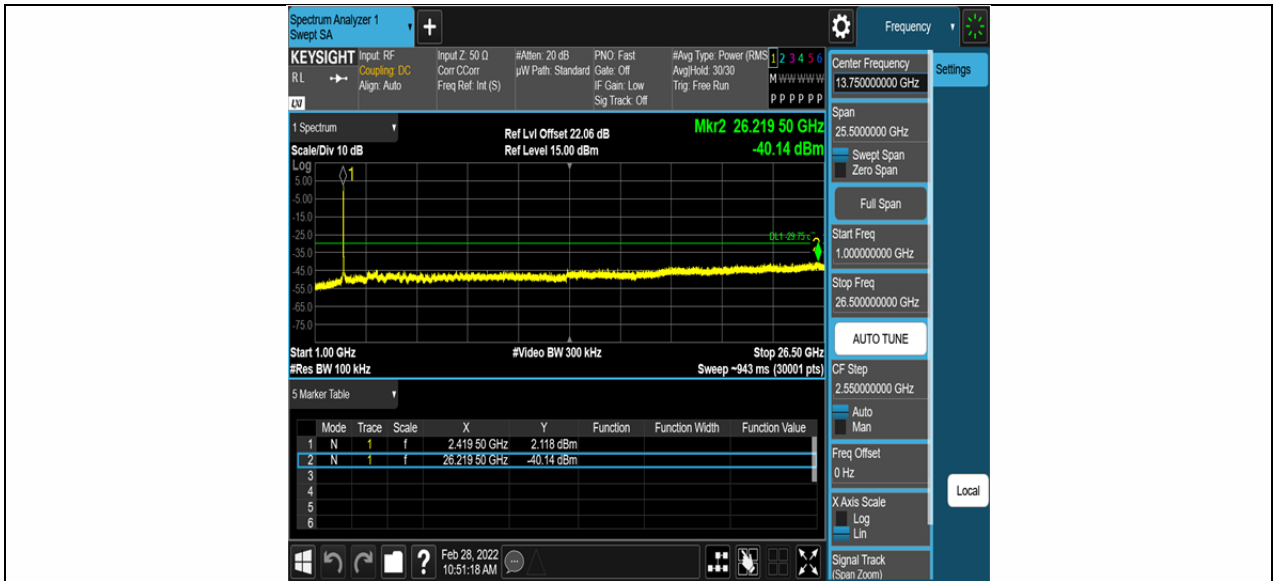 Spectrum Analyzer 1
Swept SA
+
Frequency
KEYSIGHT
RL
LXI
Input: RF
Coupling: DC
Align: Auto
Input Z: 50 Ω
Corr CCorr
Freq Ref: Int (S)
#Atten: 20 dB
µW Path: Standard
PNO: Fast
Gate: Off
IF Gain: Low
Sig Track: Off
#Avg Type: Power (RMS
Avg|Hold: 30/30
Trig: Free Run
1 2 3 4 5 6
M W W W W W
P P P P P P
1 Spectrum
Scale/Div 10 dB
Ref Lvl Offset 22.06 dB
Ref Level 15.00 dBm
Mkr2 26.219 50 GHz
-40.14 dBm
Log
5.00
-5.00
-15.0
-25.0
-35.0
-45.0
-55.0
-65.0
-75.0
1
2
Start 1.00 GHz
#Video BW 300 kHz
Stop 26.50 GHz
#Res BW 100 kHz
Sweep ~943 ms (30001 pts)
5 Marker Table
Mode Trace Scale X Y Function Function Width Function Value
1 N 1 f 2.419 50 GHz 2.118 dBm
2 N 1 f 26.219 50 GHz -40.14 dBm
3
4
5
6
?
Feb 28, 2022
10:51:18 AM
Center Frequency
13.750000000 GHz
Span
25.5000000 GHz
Swept Span
Zero Span
Full Span
Start Freq
1.000000000 GHz
Stop Freq
26.500000000 GHz
AUTO TUNE
CF Step
2.550000000 GHz
Auto
Man
Freq Offset
0 Hz
X Axis Scale
Log
Lin
Signal Track
(Span Zoom)
Settings
Local